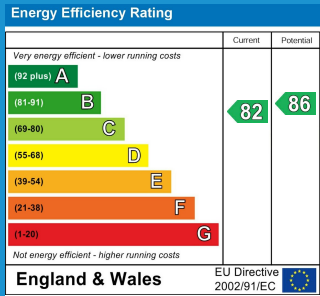 Energy Efficiency Rating
Current Potential
Very energy efficient - lower running costs
(92 plus) A
(81-91) B
82 86
(69-80) C
(55-68) D
(39-54) E
(21-38) F
(1-20) G
Not energy efficient - higher running costs
England & Wales
EU Directive
2002/91/EC